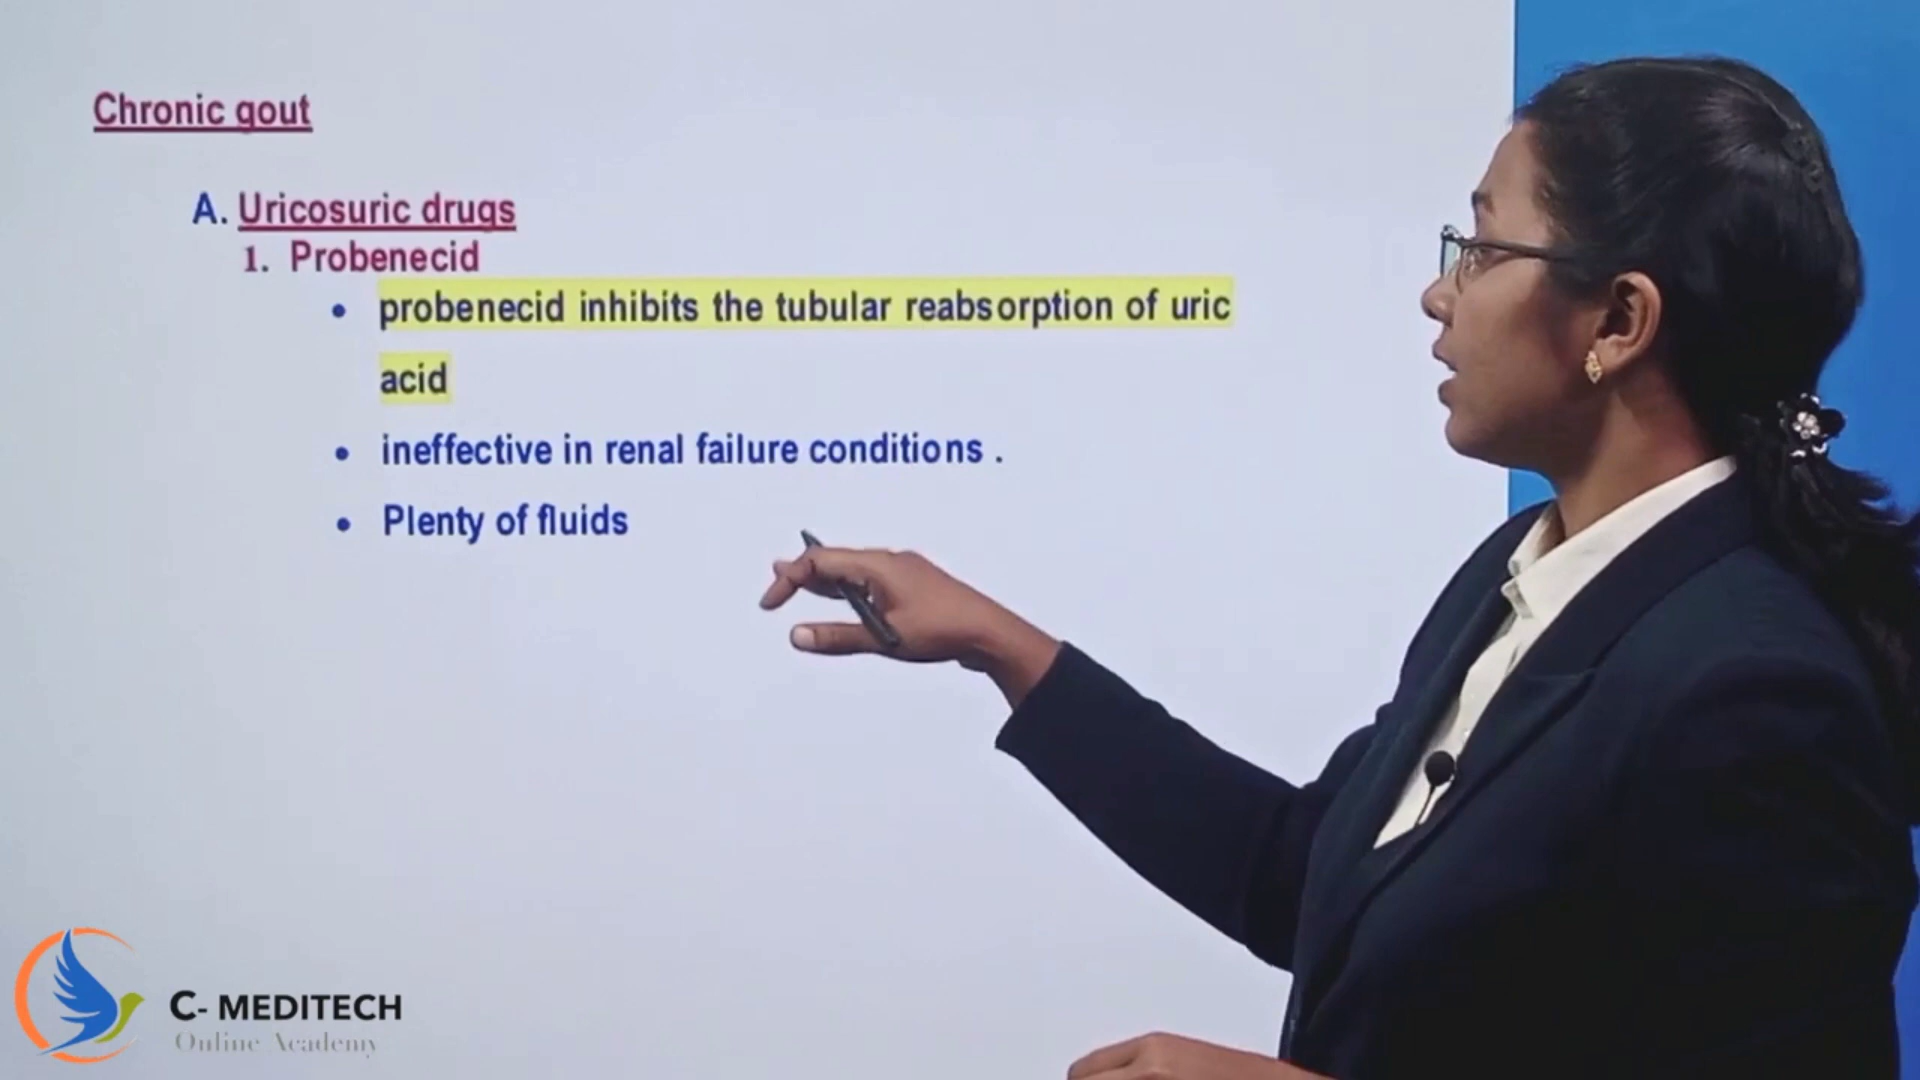 Chronic gout
A. Uricosuric drugs
1. Probenecid
• probenecid inhibits the tubular reabsorption of uric
acid
• ineffective in renal failure conditions .
• Plenty of fluids
C- MEDITECH
Online Academy